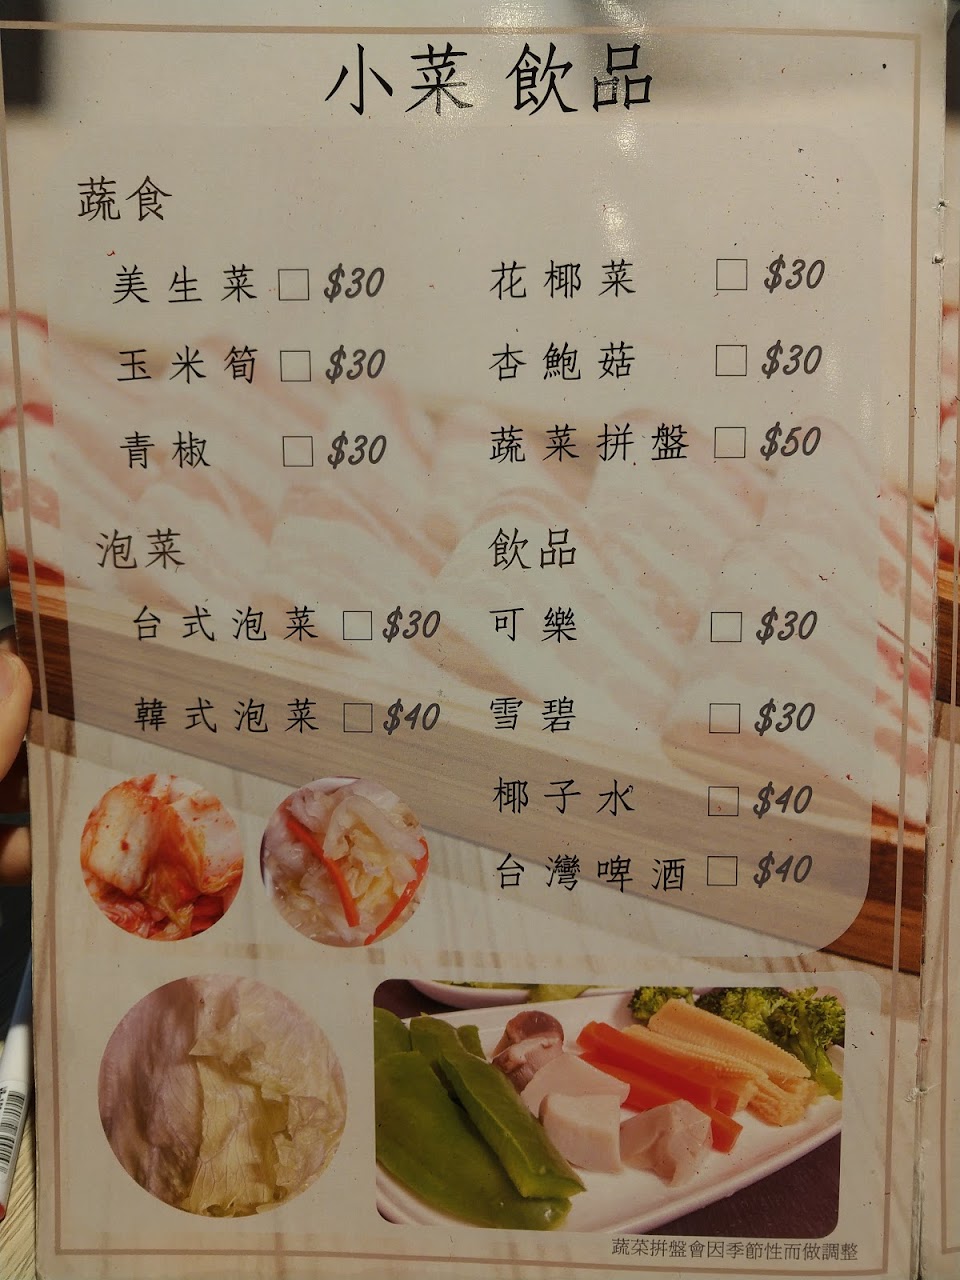 小菜 飲品
蔬食
美生菜 □ $30
玉米筍 □ $30
青椒 □ $30
花椰菜 □ $30
杏鮑菇 □ $30
蔬菜拼盤 □ $50
泡菜
台式泡菜 □ $30
韓式泡菜 □ $40
飲品
可樂 □ $30
雪碧 □ $30
椰子水 □ $40
台灣啤酒 □ $40
蔬菜拼盤會因季節性而做調整